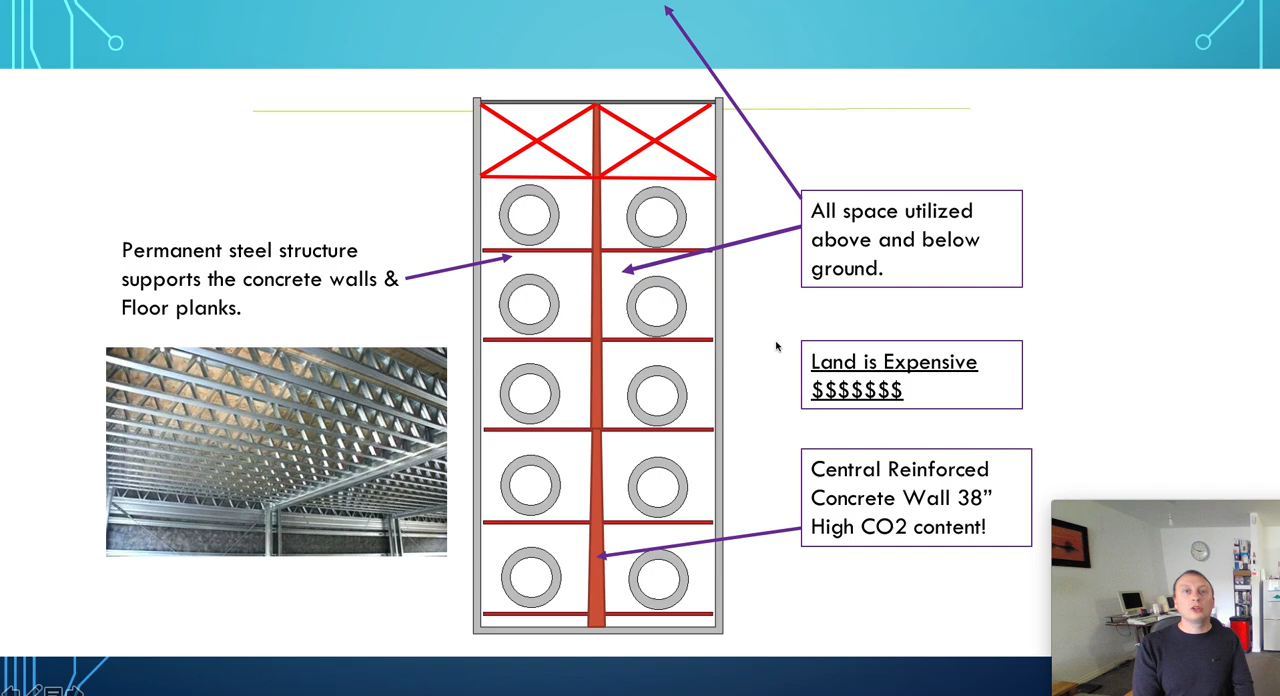 Permanent steel structure
supports the concrete walls &
Floor planks.
All space utilized
above and below
ground.
Land is Expensive
$$$$$$$
Central Reinforced
Concrete Wall 38”
High CO2 content!